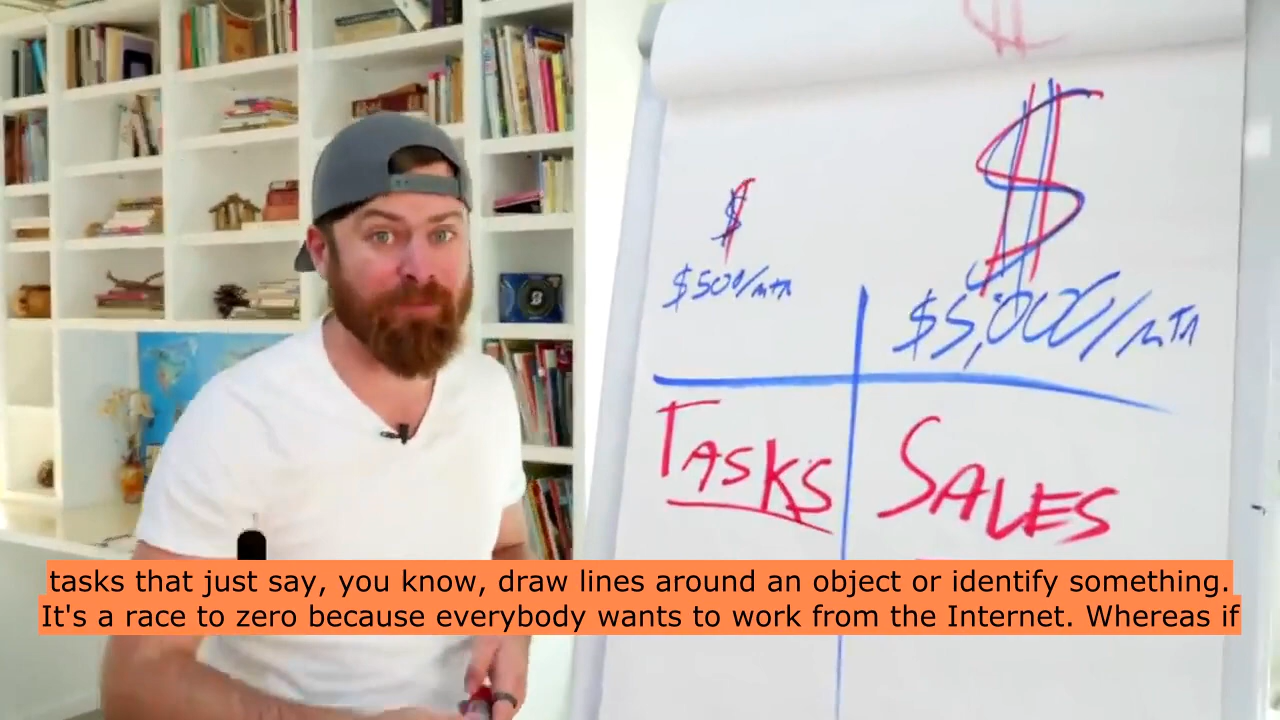 $
$
$
$500/mth
$5,000/mth
TASKS
SALES
tasks that just say, you know, draw lines around an object or identify something.
It's a race to zero because everybody wants to work from the Internet. Whereas if